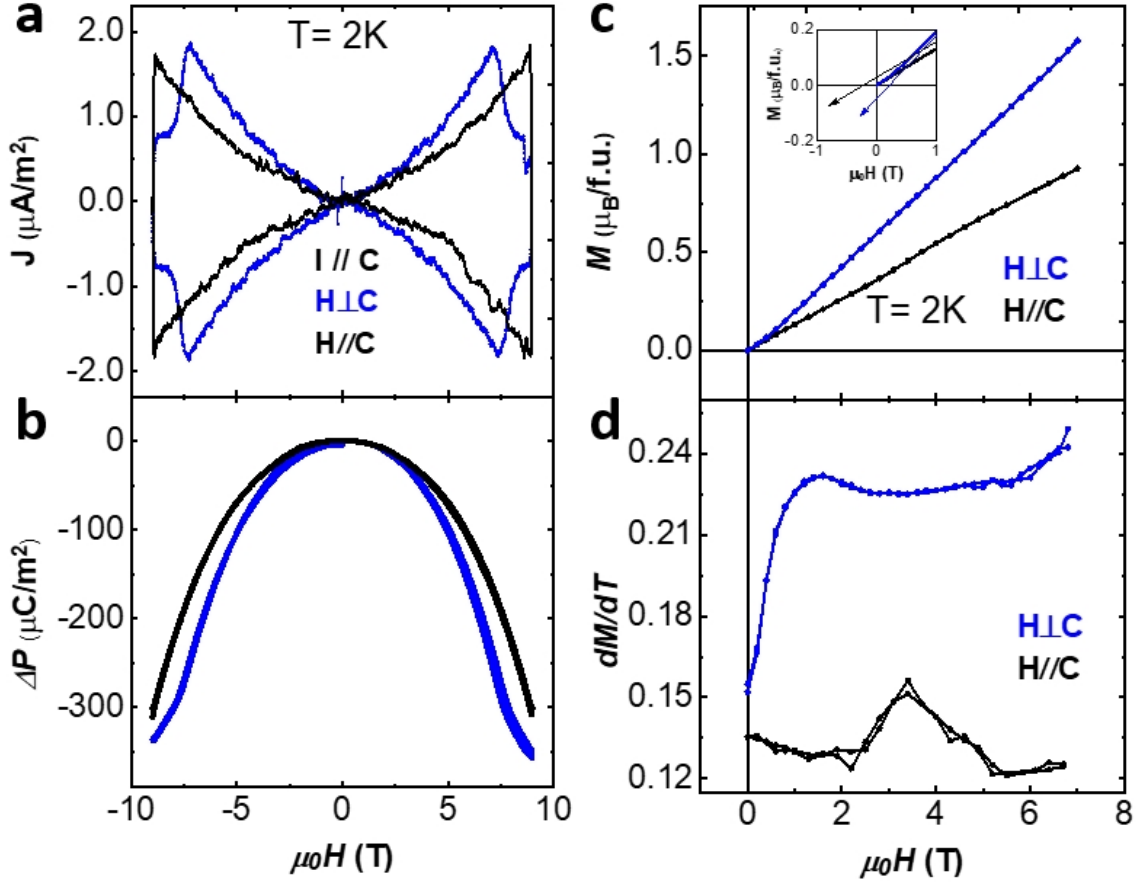 a
T= 2K
2.0
1.0
0.0
-1.0
-2.0
J (μA/m²)
I // C
H⊥C
H//C
b
0
-100
-200
-300
ΔP (μC/m²)
-10
-5
0
5
10
μ₀H (T)
c
1.5
1.0
0.5
0.0
M (μB/f.u.)
0.2
0.0
-0.2
M (μB/f.u.)
-1
0
1
μ₀H (T)
H⊥C
T= 2K
H//C
d
0.24
0.21
0.18
0.15
0.12
dM/dT
H⊥C
H//C
0
2
4
6
8
μ₀H (T)